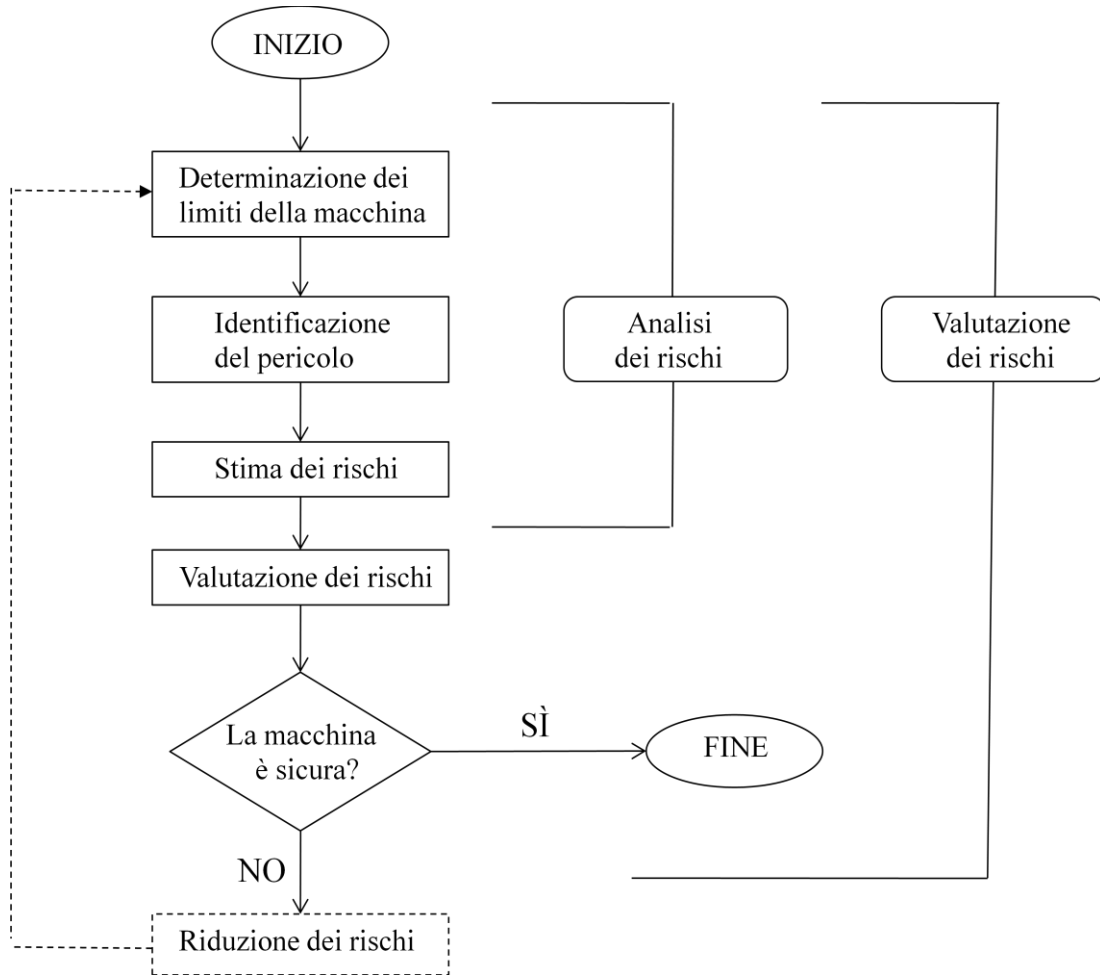 INIZIO
Determinazione dei
limiti della macchina
Identificazione
del pericolo
Analisi
dei rischi
Valutazione
dei rischi
Stima dei rischi
Valutazione dei rischi
La macchina
è sicura?
SÌ
FINE
NO
Riduzione dei rischi